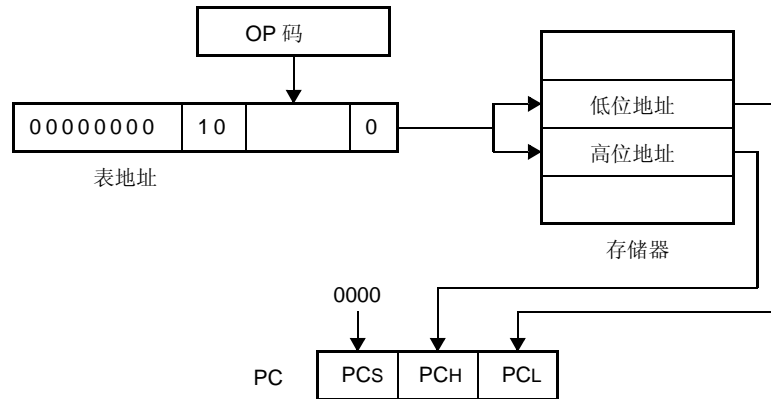 OP 码
00000000 10 0
表地址
低位地址
高位地址
存储器
0000
PC PCS PCH PCL